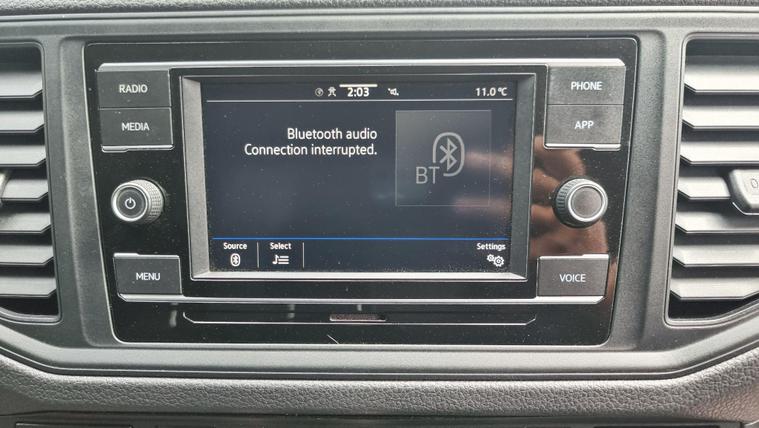 RADIO
MEDIA
MENU
PHONE
APP
VOICE
2:03
11.0 °C
Bluetooth audio
Connection interrupted.
BT
Source
Select
Settings